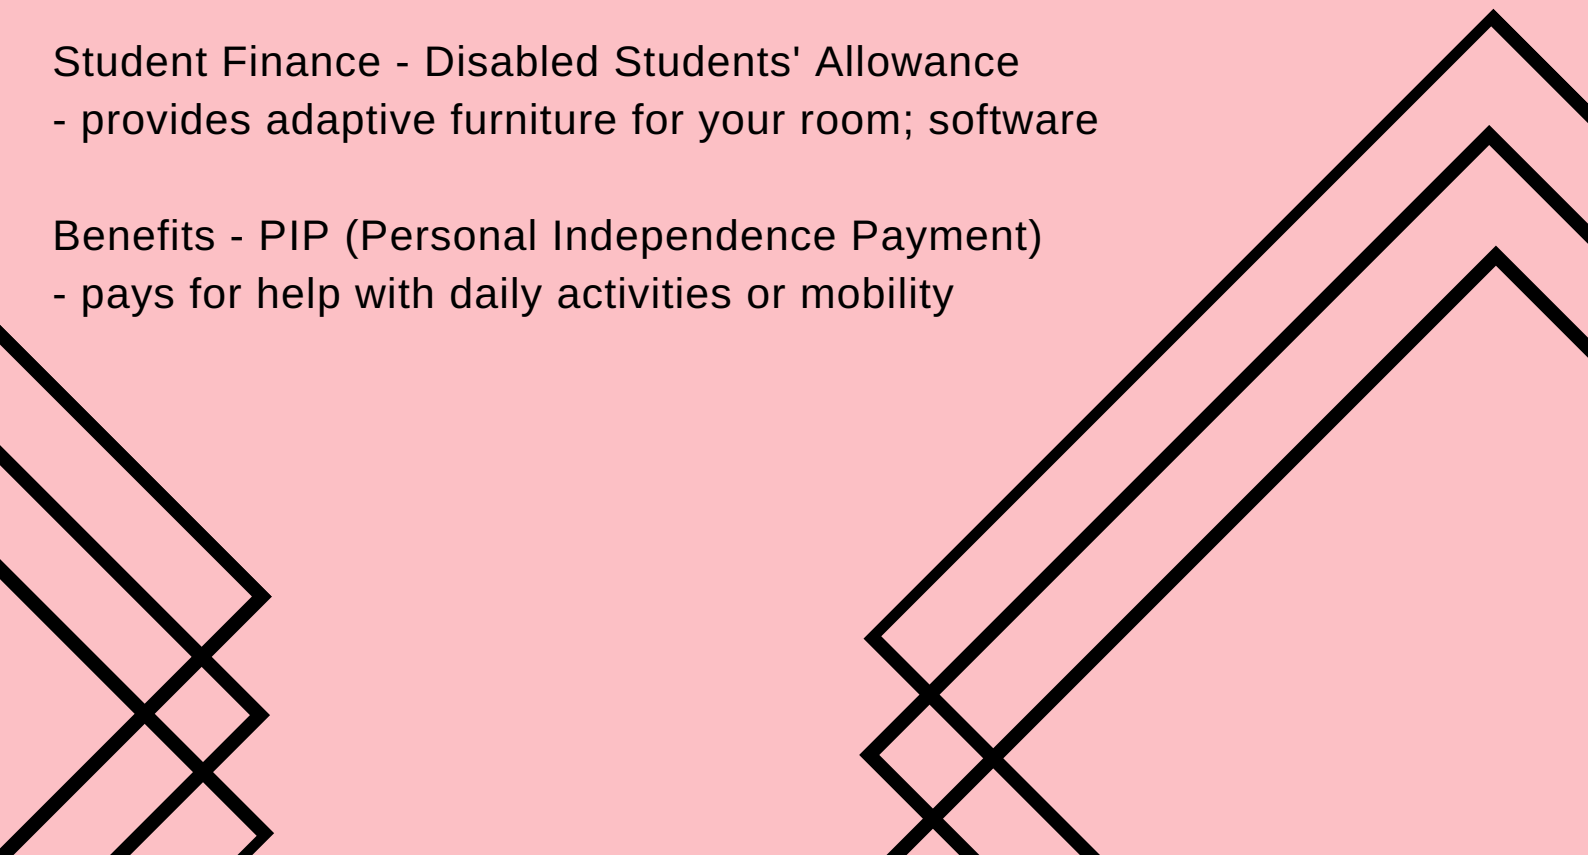 Student Finance - Disabled Students' Allowance
- provides adaptive furniture for your room; software
Benefits - PIP (Personal Independence Payment)
- pays for help with daily activities or mobility